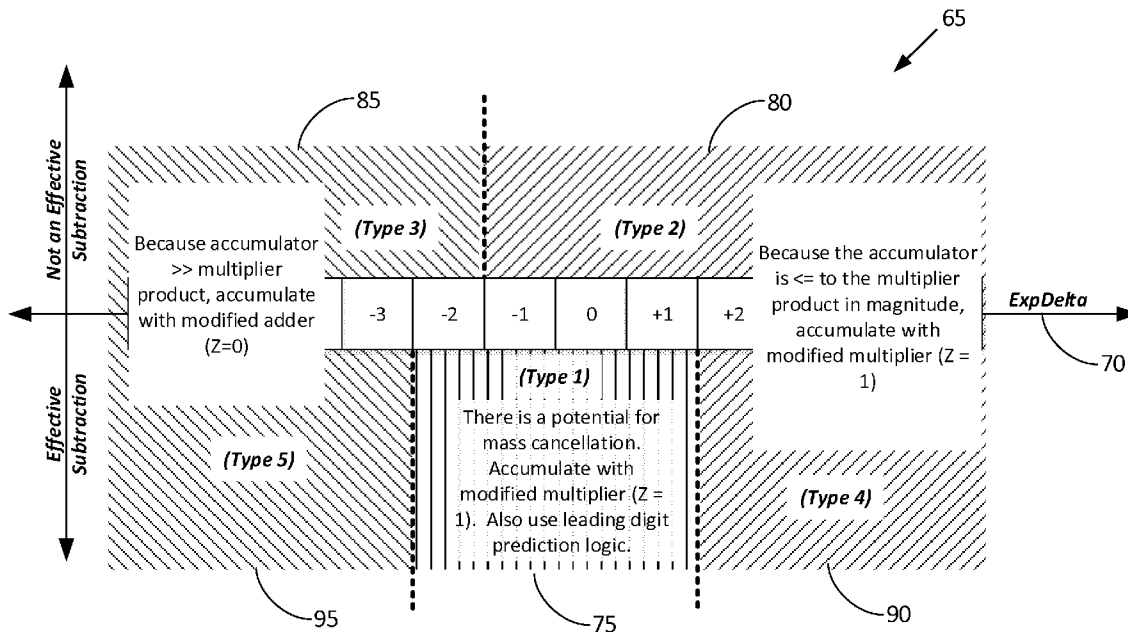 65
85
80
Not an Effective
Subtraction
Effective
Subtraction
(Type 3)
(Type 2)
Because accumulator
>> multiplier
product, accumulate
with modified adder
(Z=0)
-3
-2
-1
0
+1
+2
Because the accumulator
is <= to the multiplier
product in magnitude,
accumulate with
modified multiplier (Z =
1)
ExpDelta
70
(Type 1)
There is a potential for
mass cancellation.
Accumulate with
modified multiplier (Z =
1). Also use leading digit
prediction logic.
(Type 5)
(Type 4)
95
75
90